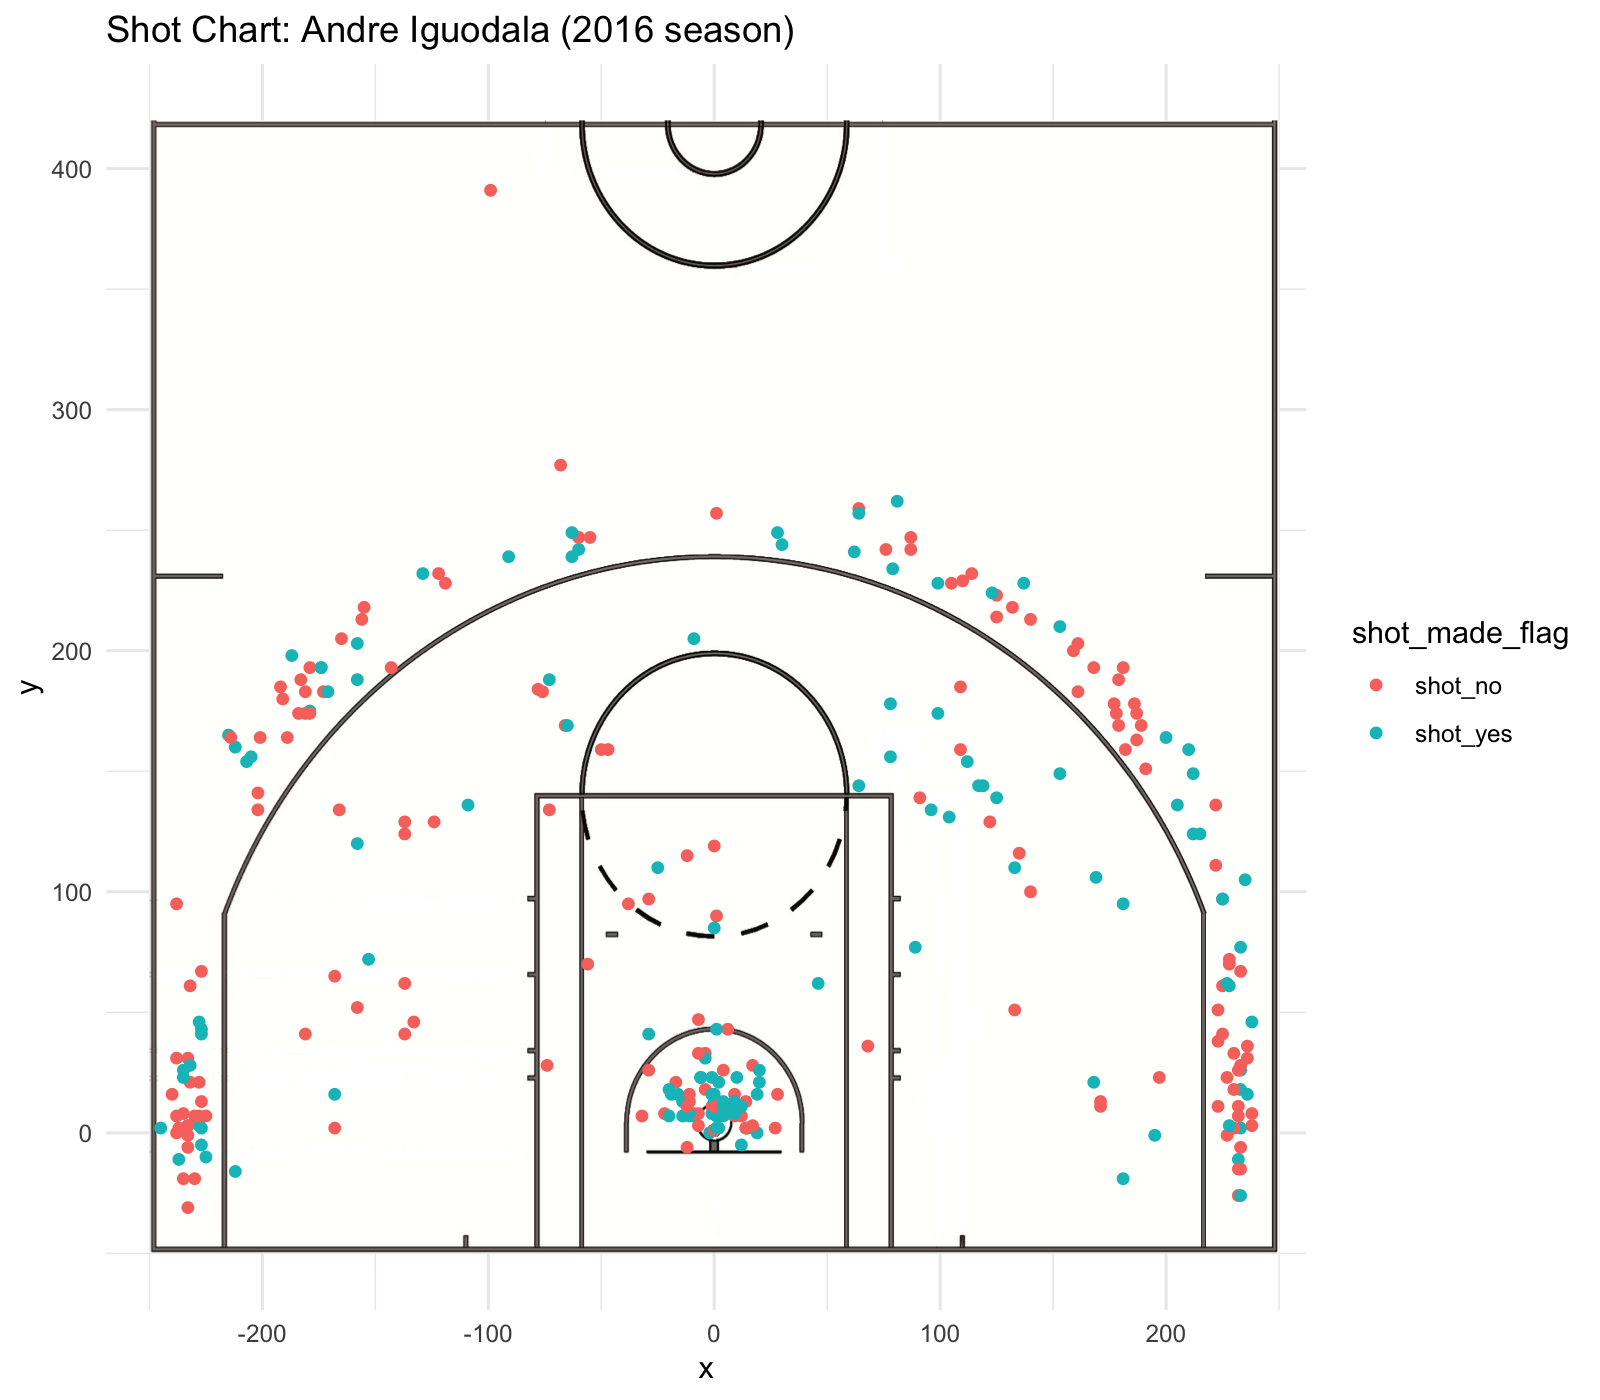 Shot Chart: Andre Iguodala (2016 season)
400
300
200
100
0
y
-200 -100 0 100 200
x
shot_made_flag
shot_no
shot_yes